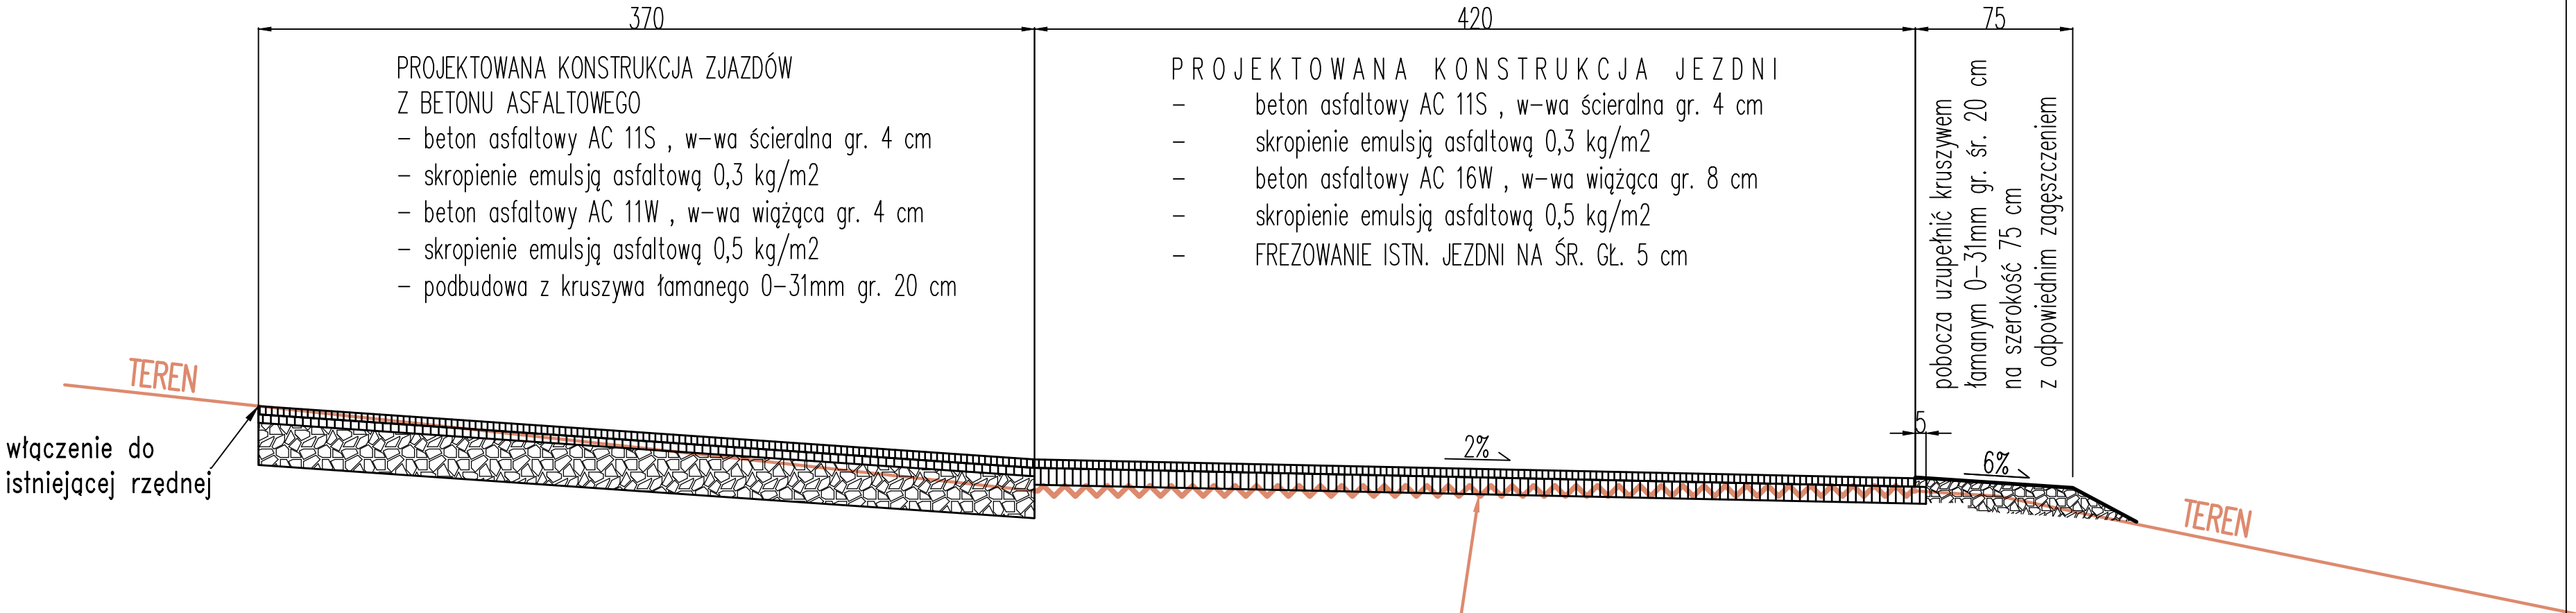 370
420
75
PROJEKTOWANA KONSTRUKCJA ZJAZDÓW
Z BETONU ASFALTOWEGO
- beton asfaltowy AC 11S , w-wa ścieralna gr. 4 cm
- skropienie emulsją asfaltową 0,3 kg/m2
- beton asfaltowy AC 11W , w-wa wiążąca gr. 4 cm
- skropienie emulsją asfaltową 0,5 kg/m2
- podbudowa z kruszywa łamanego 0-31mm gr. 20 cm
PROJEKTOWANA KONSTRUKCJA JEZDNI
- beton asfaltowy AC 11S , w-wa ścieralna gr. 4 cm
- skropienie emulsją asfaltową 0,3 kg/m2
- beton asfaltowy AC 16W , w-wa wiążąca gr. 8 cm
- skropienie emulsją asfaltową 0,5 kg/m2
- FREZOWANIE ISTN. JEZDNI NA ŚR. GŁ. 5 cm
pobocza uzupełnić kruszywem
łamanym 0-31mm gr. śr. 20 cm
na szerokość 75 cm
z odpowiednim zagęszczeniem
TEREN
włączenie do
istniejącej rzędnej
2%
5
6%
TEREN